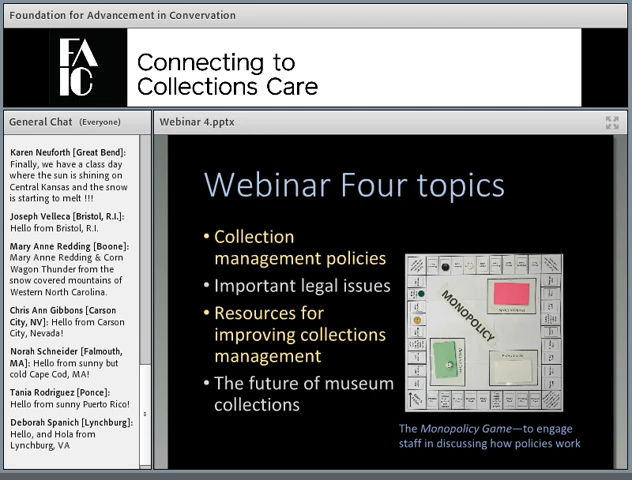 Foundation for Advancement in Convervation
FA
IC
Connecting to
Collections Care
General Chat (Everyone)
Karen Neuforth [Great Bend]:
Finally, we have a class day
where the sun is shining on
Central Kansas and the snow
is starting to melt !!!
Joseph Velleca [Bristol, R.I.]:
Hello from Bristol, R.I.
Mary Anne Redding [Boone]:
Mary Anne Redding & Corn
Wagon Thunder from the
snow covered mountains of
Western North Carolina.
Chris Ann Gibbons [Carson
City, NV]: Hello from Carson
City, Nevada!
Norah Schneider [Falmouth,
MA]: Hello from sunny but
cold Cape Cod, MA!
Tania Rodriguez [Ponce]:
Hello from sunny Puerto Rico!
Deborah Spanich [Lynchburg]:
Hello, and Hola from
Lynchburg, VA
Webinar 4.pptx
Webinar Four topics
• Collection
management policies
• Important legal issues
• Resources for
improving collections
management
• The future of museum
collections
MONOPOLICY
The Monopolicy Game—to engage
staff in discussing how policies work